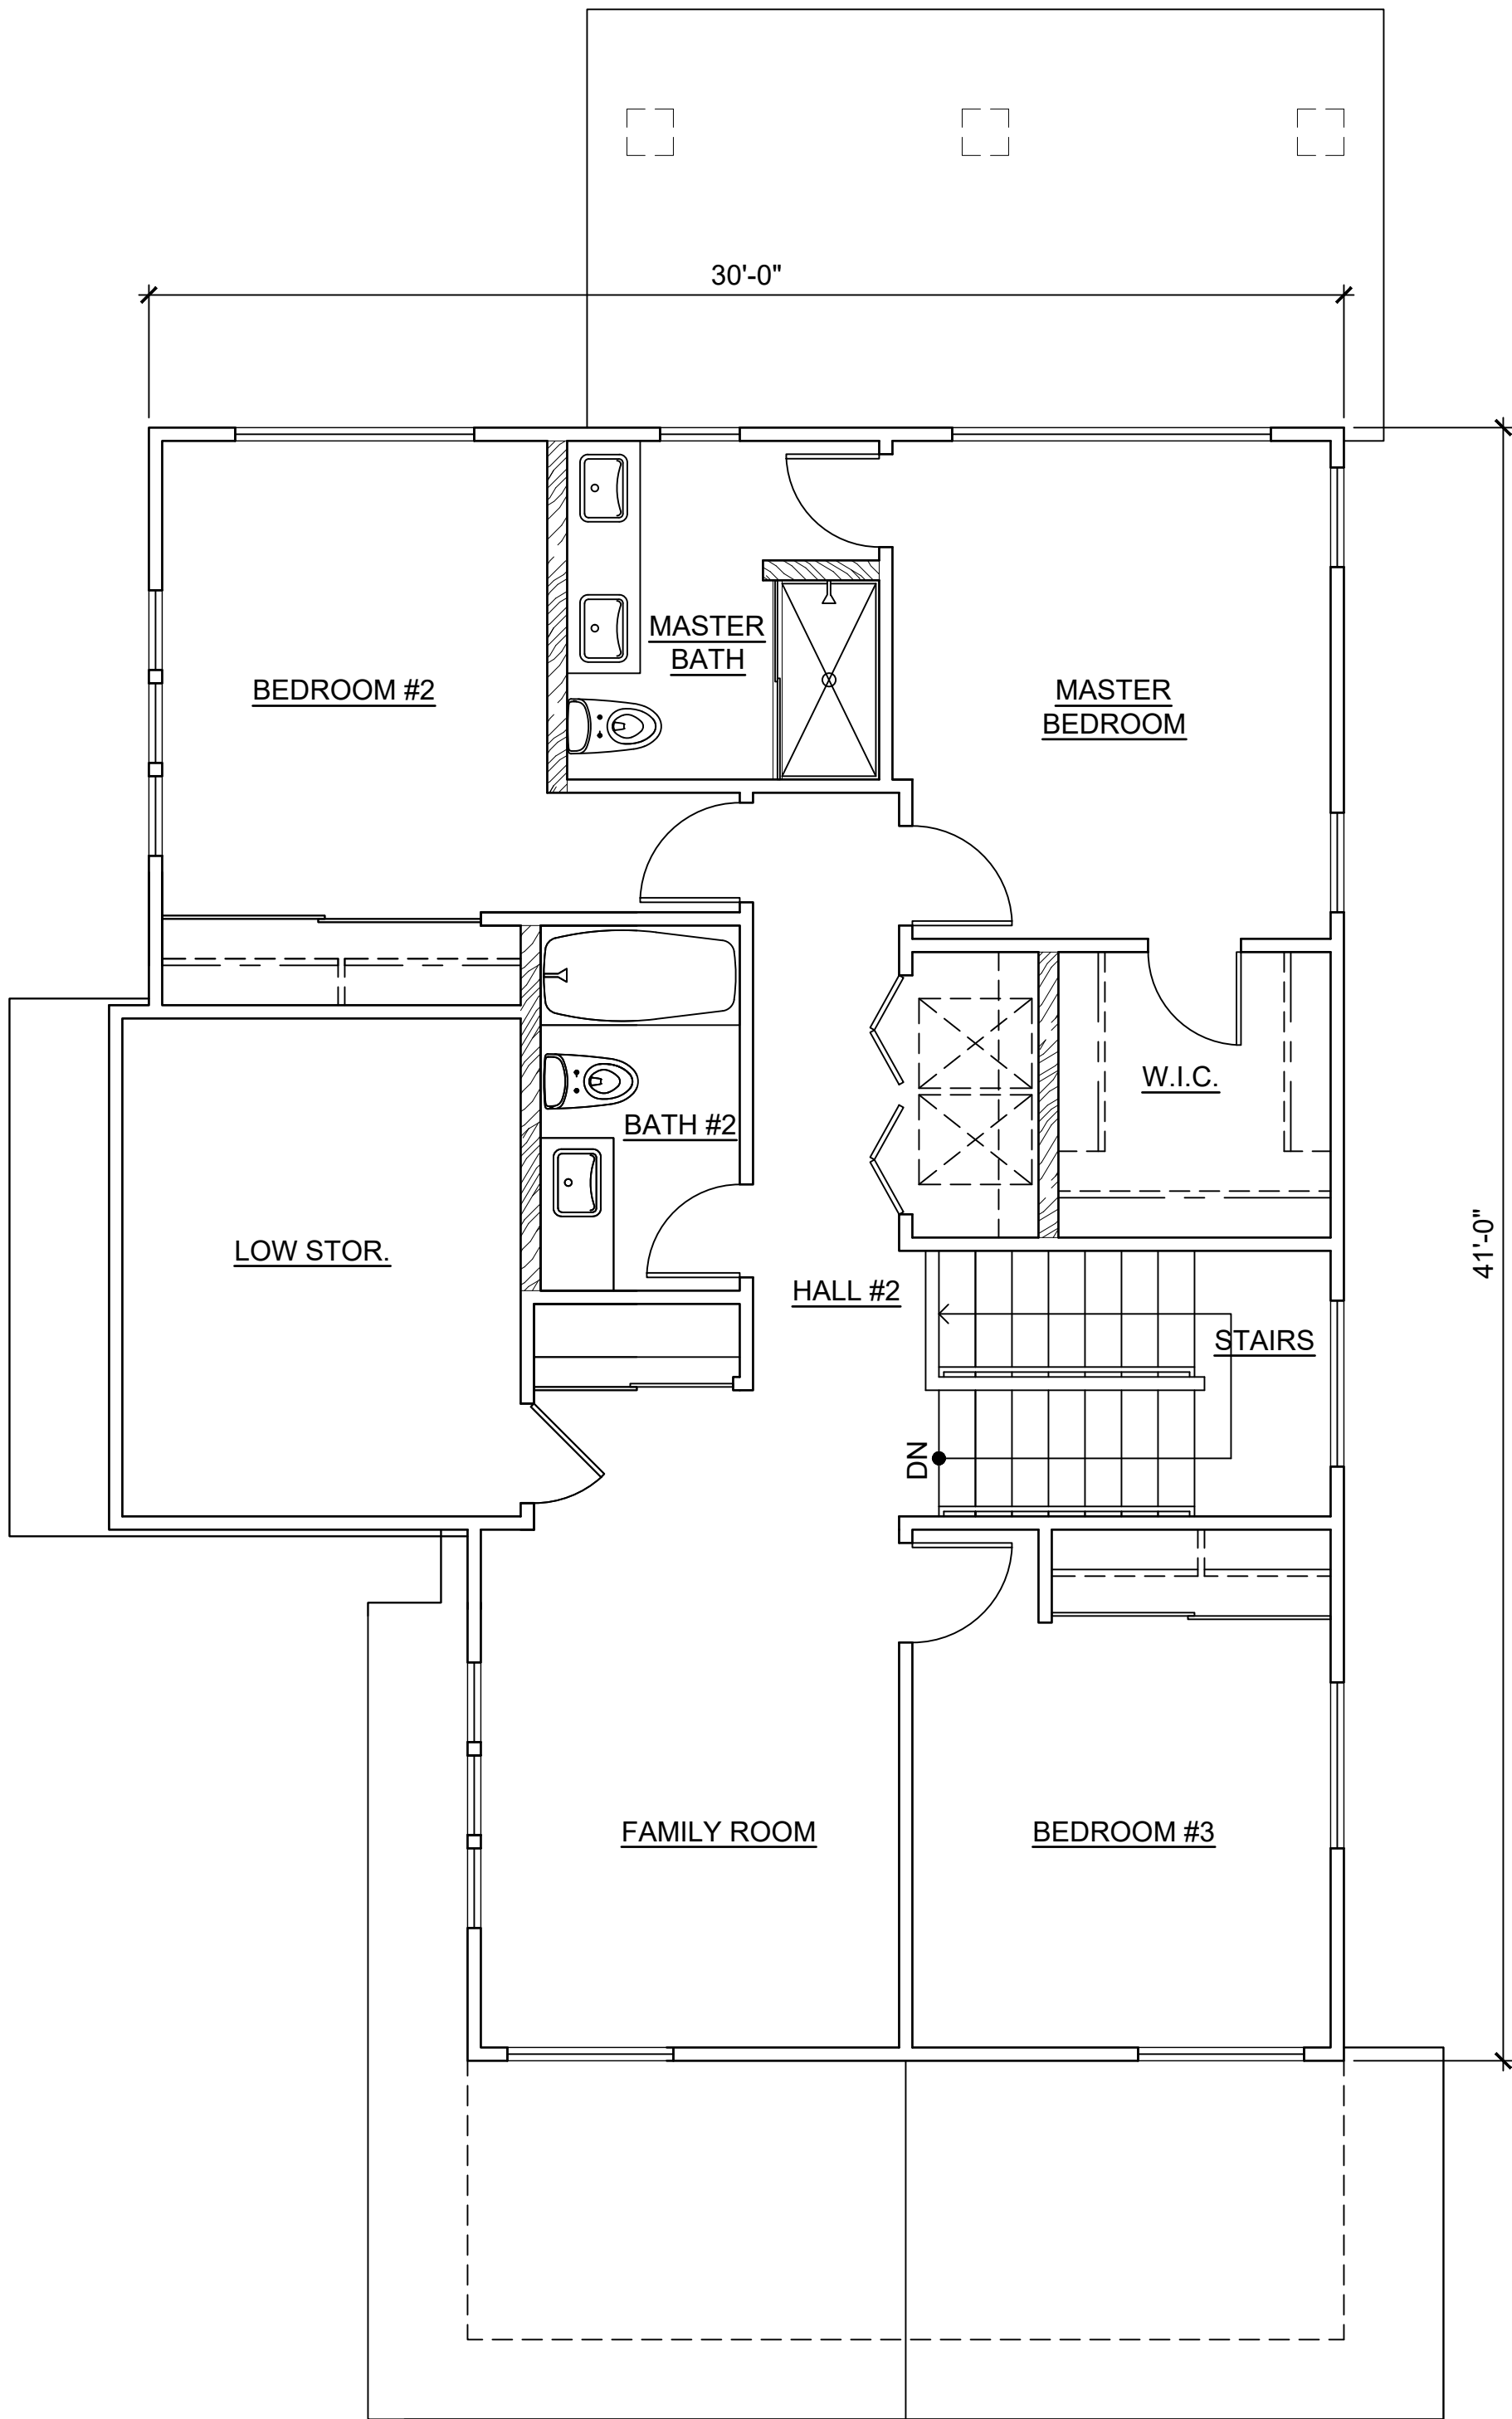 30'-0"
MASTER
BATH
BEDROOM #2
MASTER
BEDROOM
W.I.C.
BATH #2
41'-0"
LOW STOR.
HALL #2
STAIRS
DN
FAMILY ROOM
BEDROOM #3